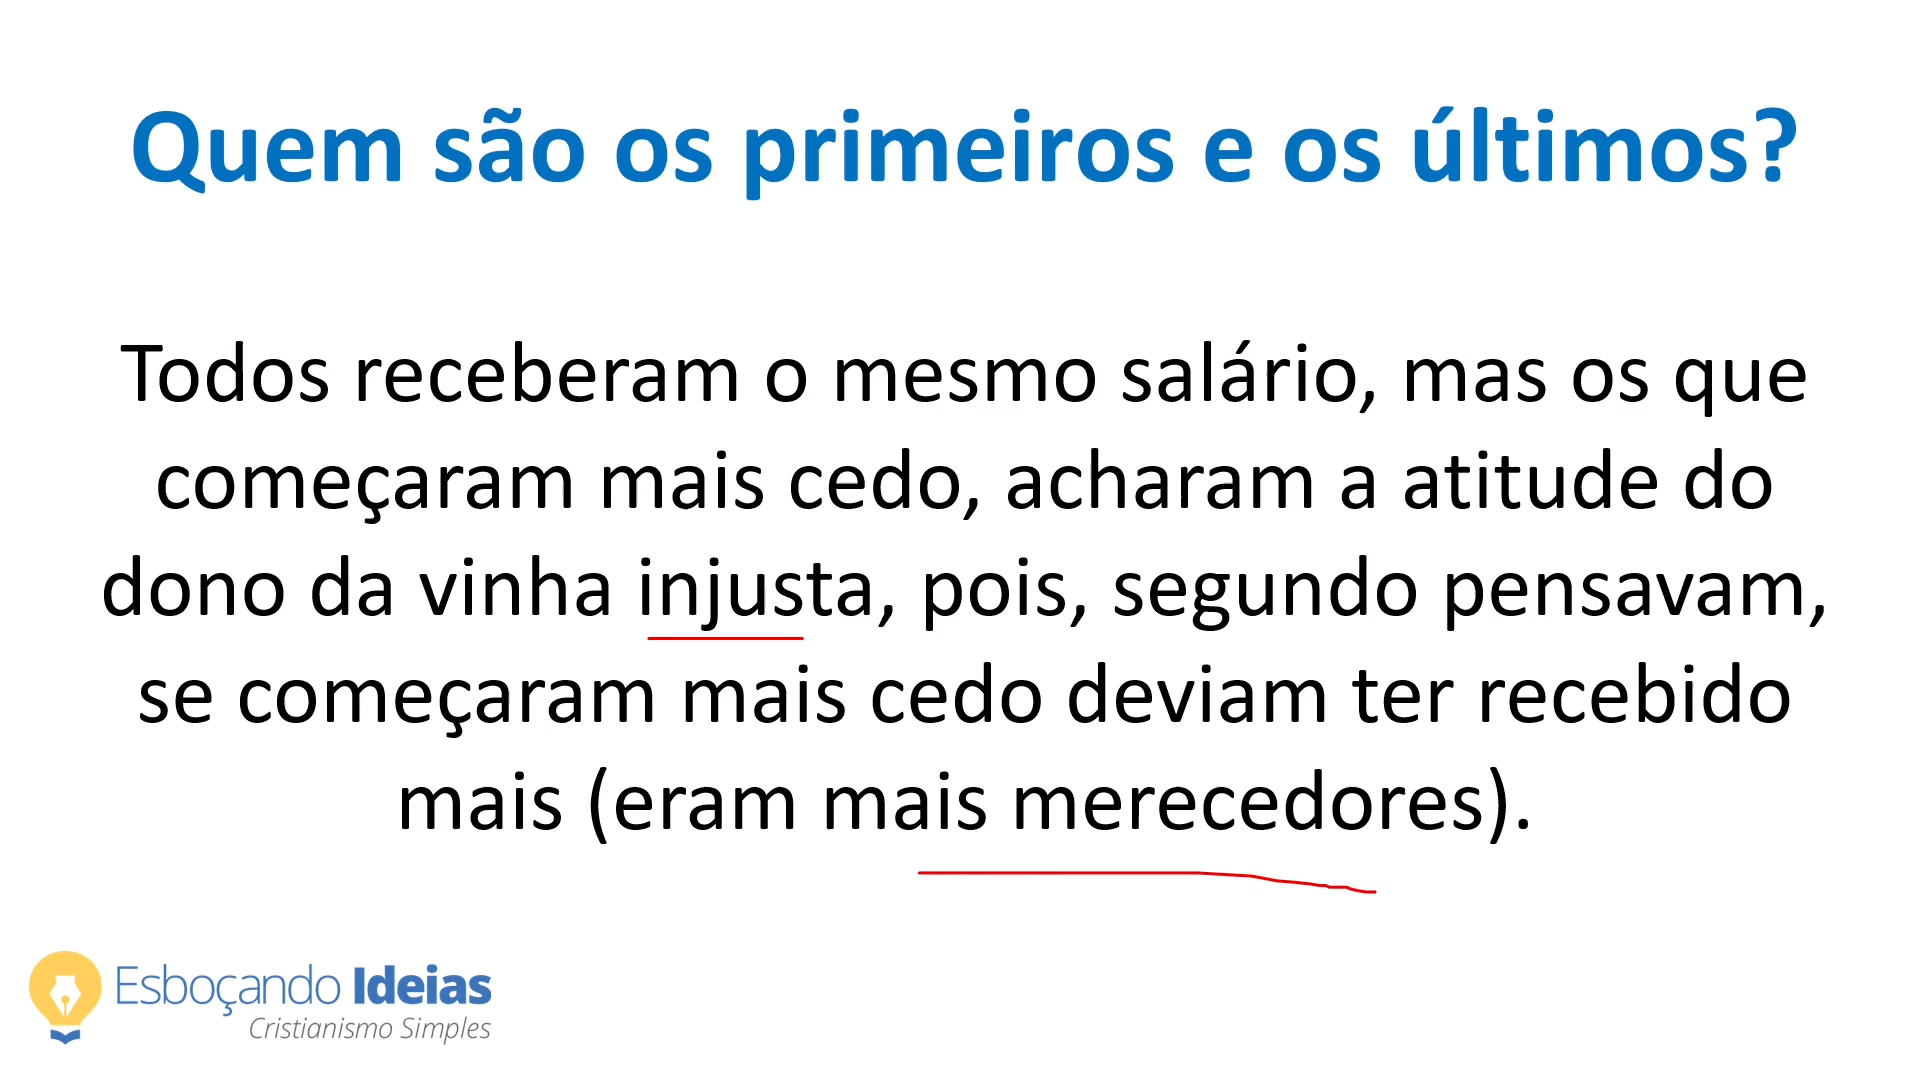 Quem são os primeiros e os últimos?
Todos receberam o mesmo salário, mas os que
começaram mais cedo, acharam a atitude do
dono da vinha injusta, pois, segundo pensavam,
se começaram mais cedo deviam ter recebido
mais (eram mais merecedores).
Esboçando Ideias
Cristianismo Simples